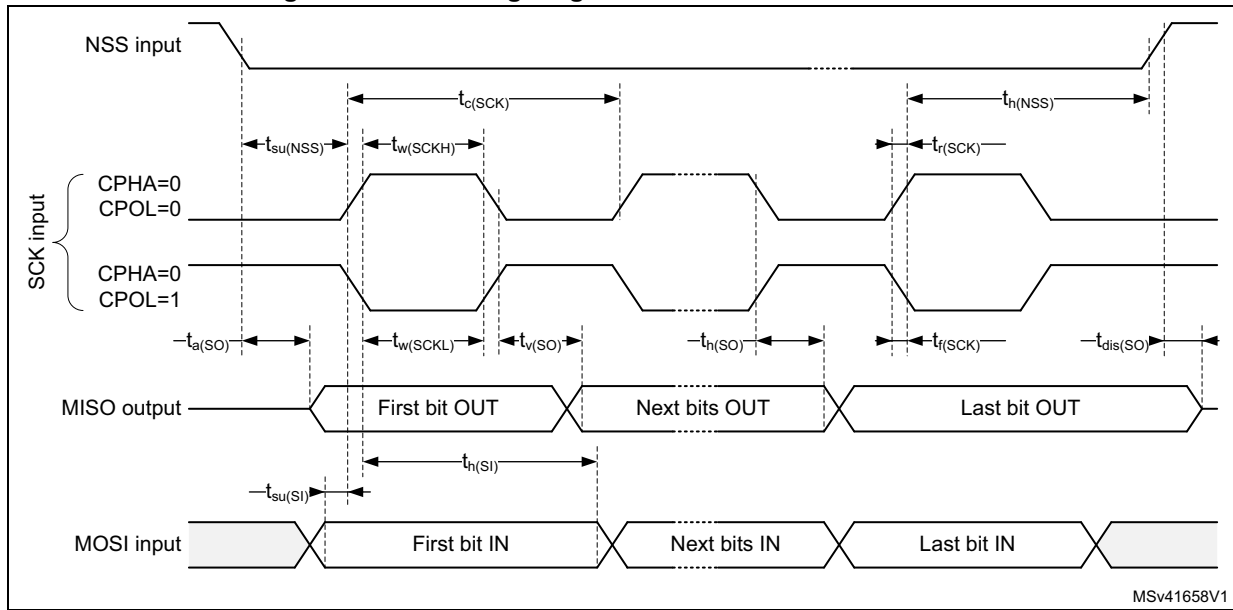 NSS input
tc(SCK)
th(NSS)
tsu(NSS)
tw(SCKH)
tr(SCK)
SCK input
CPHA=0
CPOL=0
CPHA=0
CPOL=1
ta(SO)
tw(SCKL)
tv(SO)
th(SO)
tf(SCK)
tdis(SO)
MISO output
First bit OUT
Next bits OUT
Last bit OUT
th(SI)
tsu(SI)
MOSI input
First bit IN
Next bits IN
Last bit IN
MSv41658V1